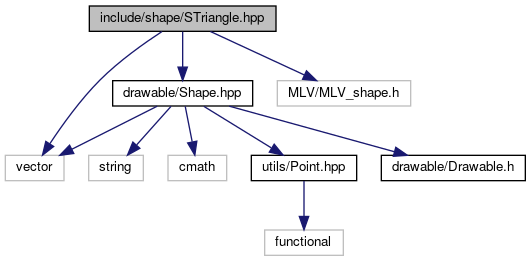 include/shape/STriangle.hpp
drawable/Shape.hpp
MLV/MLV_shape.h
vector
string
cmath
utils/Point.hpp
drawable/Drawable.h
functional